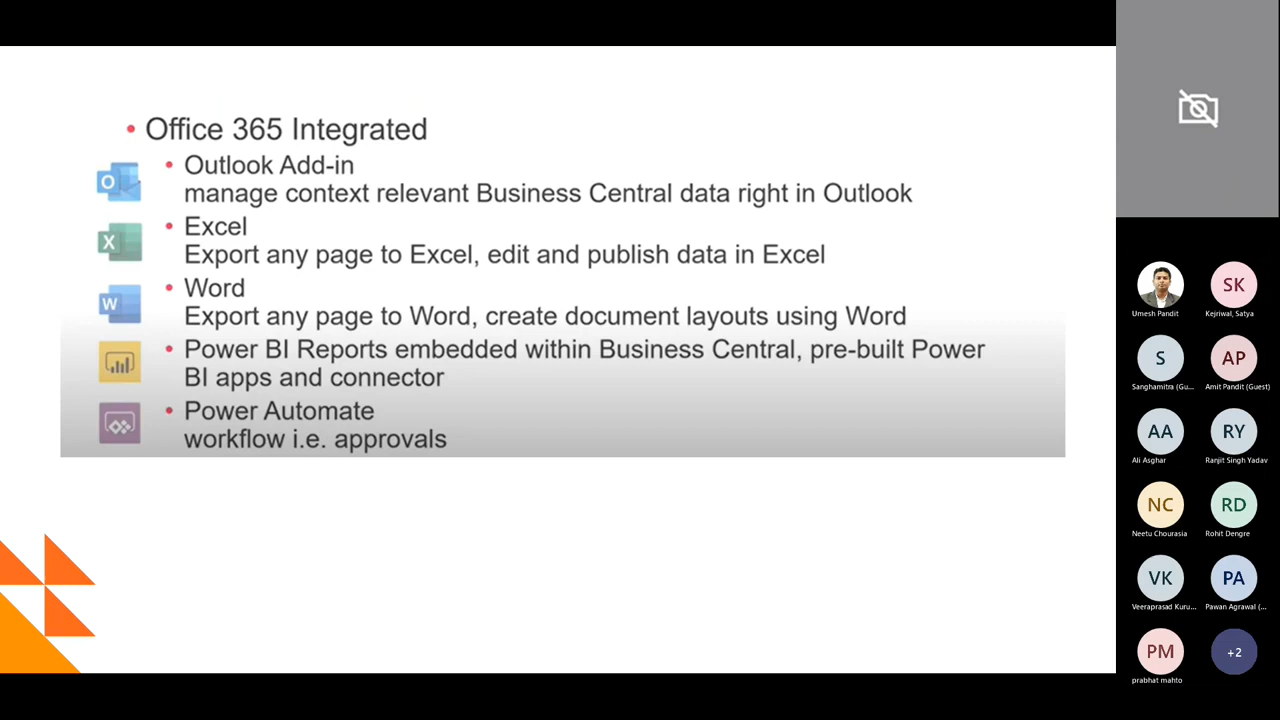 Office 365 Integrated
Outlook Add-in
manage context relevant Business Central data right in Outlook
Excel
Export any page to Excel, edit and publish data in Excel
Word
Export any page to Word, create document layouts using Word
Power BI Reports embedded within Business Central, pre-built Power
BI apps and connector
Power Automate
workflow i.e. approvals
O
X
W
SK
Umesh Pandit
Kejriwal, Satya
S
AP
Sanghamitra (Gu...
Amit Pandit (Guest)
AA
RY
Ali Asghar
Ranjit Singh Yadav
NC
RD
Neetu Chourasia
Rohit Dengre
VK
PA
Veeraprasad Kuru...
Pawan Agrawal (...
PM
+2
prabhat mahto